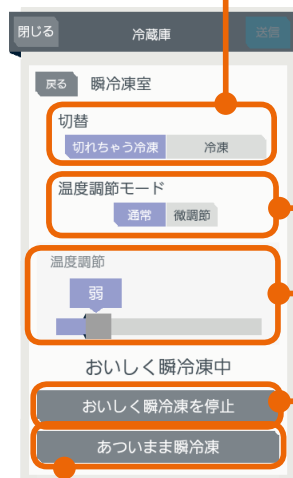 閉じる 冷蔵庫 送信
戻る 瞬冷凍室
切替
切れちゃう冷凍 冷凍
温度調節モード
通常 微調節
温度調節
弱
おいしく瞬冷凍中
おいしく瞬冷凍を停止
あついまま瞬冷凍